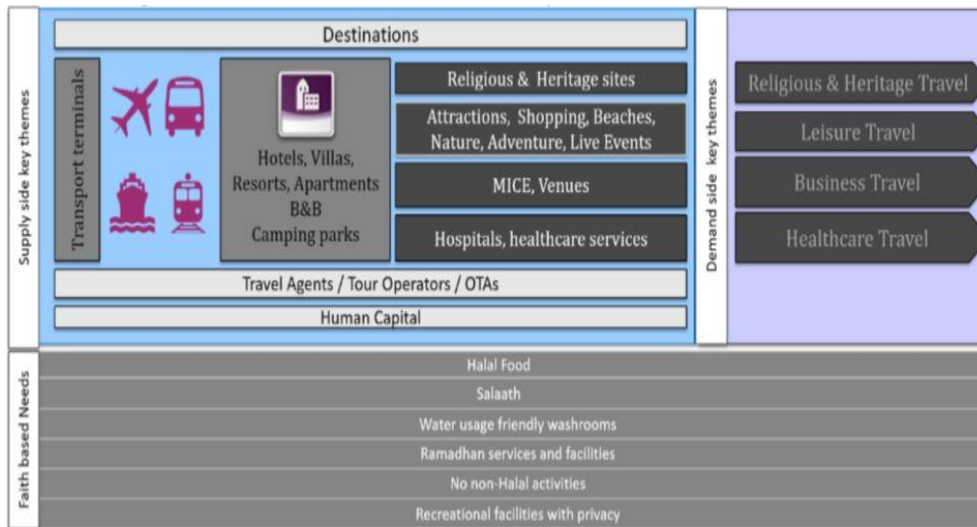 Supply side key themes
Destinations
Transport terminals
Hotels, Villas,
Resorts, Apartments
B&B
Camping parks
Religious & Heritage sites
Attractions, Shopping, Beaches,
Nature, Adventure, Live Events
MICE, Venues
Hospitals, healthcare services
Travel Agents / Tour Operators / OTAs
Human Capital
Demand side key themes
Religious & Heritage Travel
Leisure Travel
Business Travel
Healthcare Travel
Faith based Needs
Halal Food
Salaath
Water usage friendly washrooms
Ramadhan services and facilities
No non-Halal activities
Recreational facilities with privacy